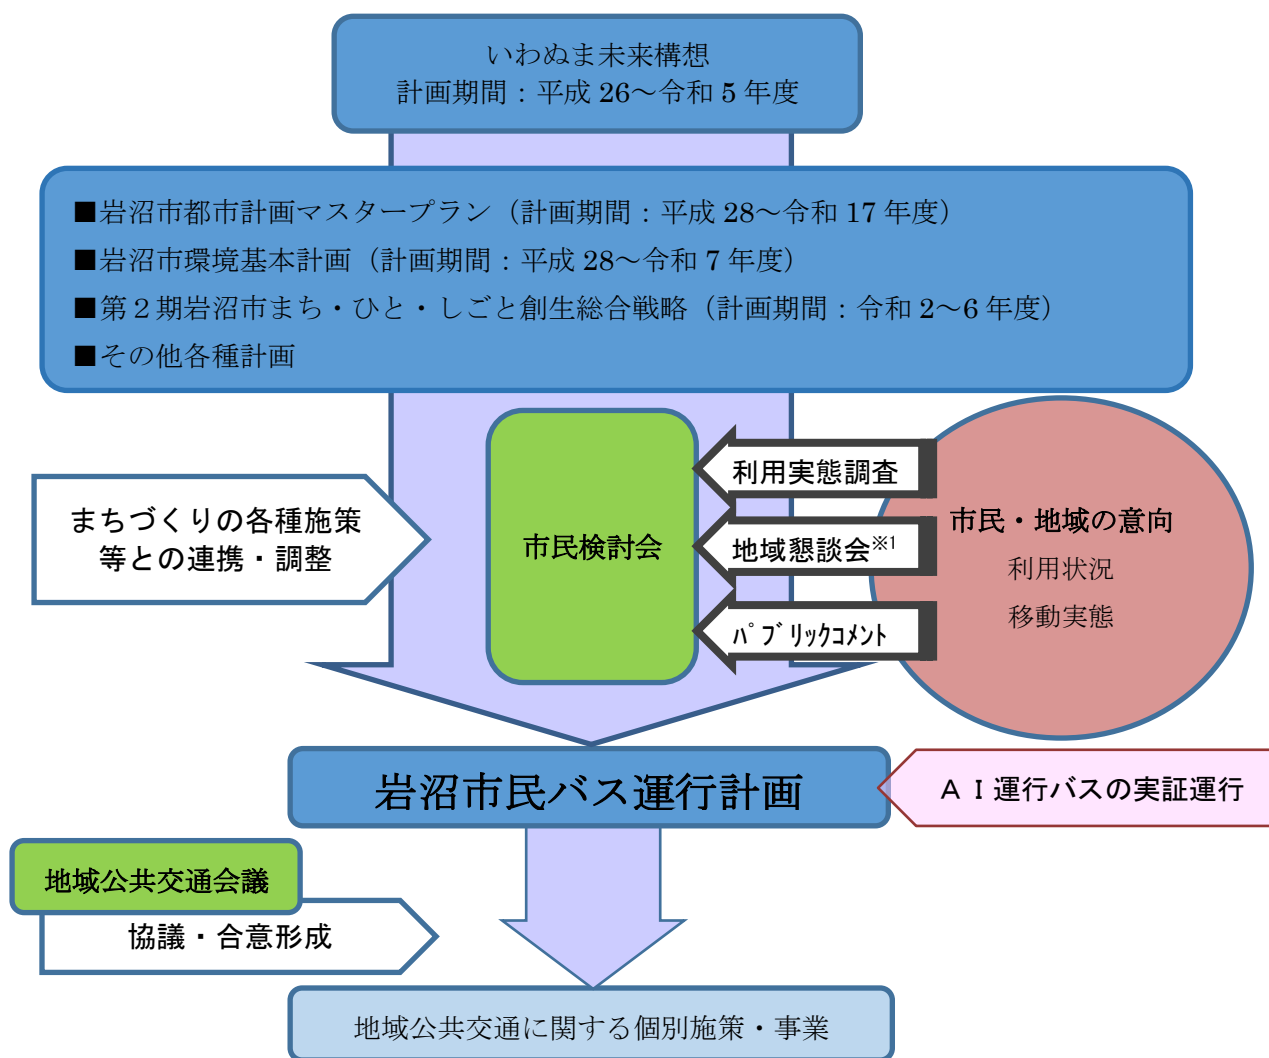 いわぬま未来構想
計画期間：平成 26～令和 5 年度
■岩沼市都市計画マスタープラン（計画期間：平成 28～令和 17 年度）
■岩沼市環境基本計画（計画期間：平成 28～令和 7 年度）
■第２期岩沼市まち・ひと・しごと創生総合戦略（計画期間：令和 2～6 年度）
■その他各種計画
まちづくりの各種施策
等との連携・調整
市民検討会
利用実態調査
地域懇談会※1
ﾊﾟﾌﾞﾘｯｸｺﾒﾝﾄ
市民・地域の意向
利用状況
移動実態
岩沼市民バス運行計画
ＡＩ運行バスの実証運行
地域公共交通会議
協議・合意形成
地域公共交通に関する個別施策・事業